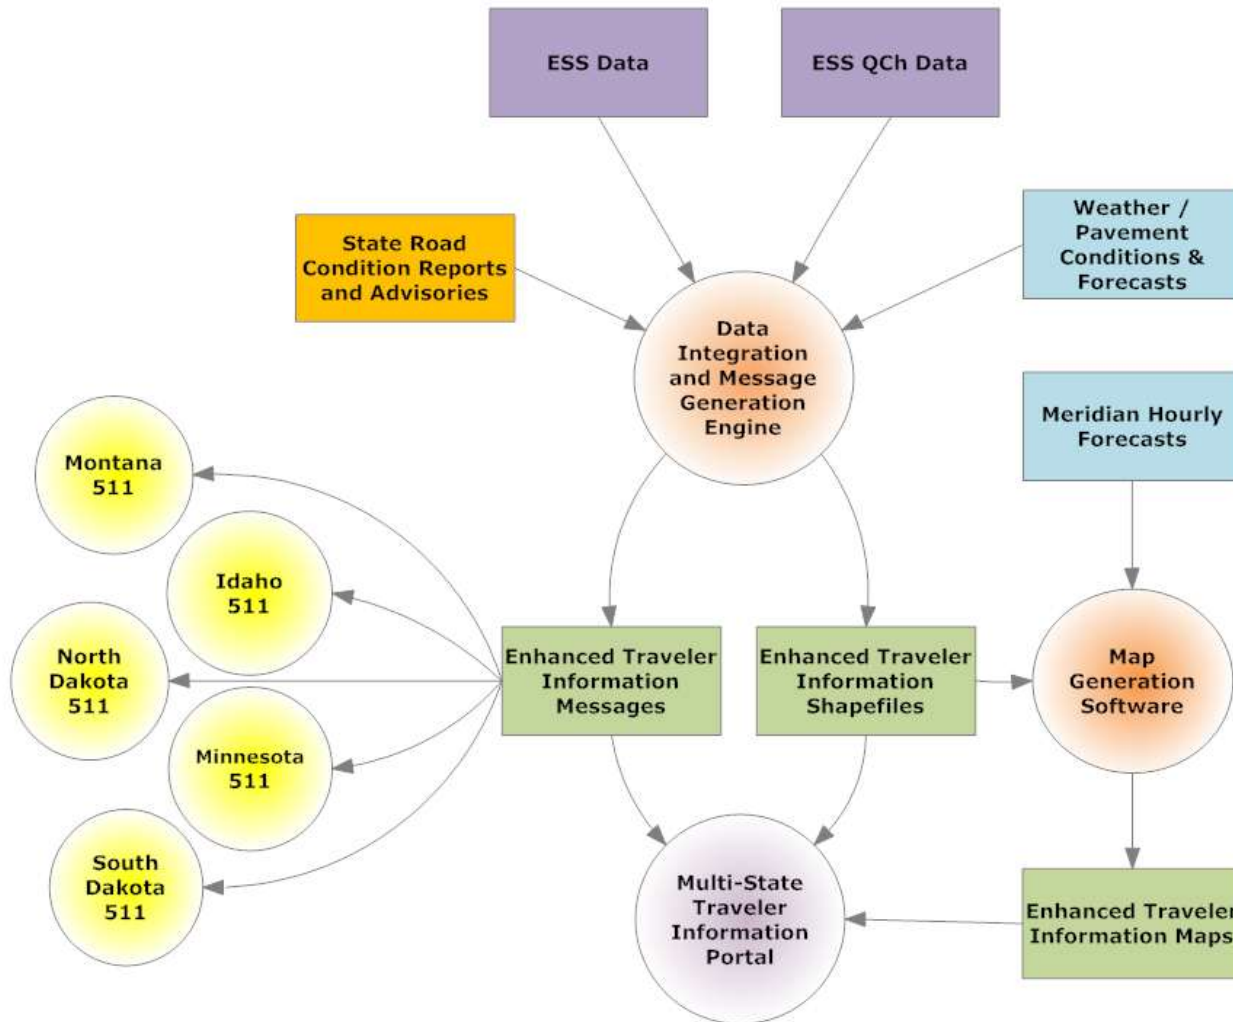 ESS Data
ESS QCh Data
State Road
Condition Reports
and Advisories
Weather /
Pavement
Conditions &
Forecasts
Data
Integration
and Message
Generation
Engine
Meridian Hourly
Forecasts
Montana
511
Idaho
511
North
Dakota
511
Minnesota
511
South
Dakota
511
Enhanced Traveler
Information
Messages
Enhanced Traveler
Information
Shapefiles
Map
Generation
Software
Multi-State
Traveler
Information
Portal
Enhanced Traveler
Information Maps